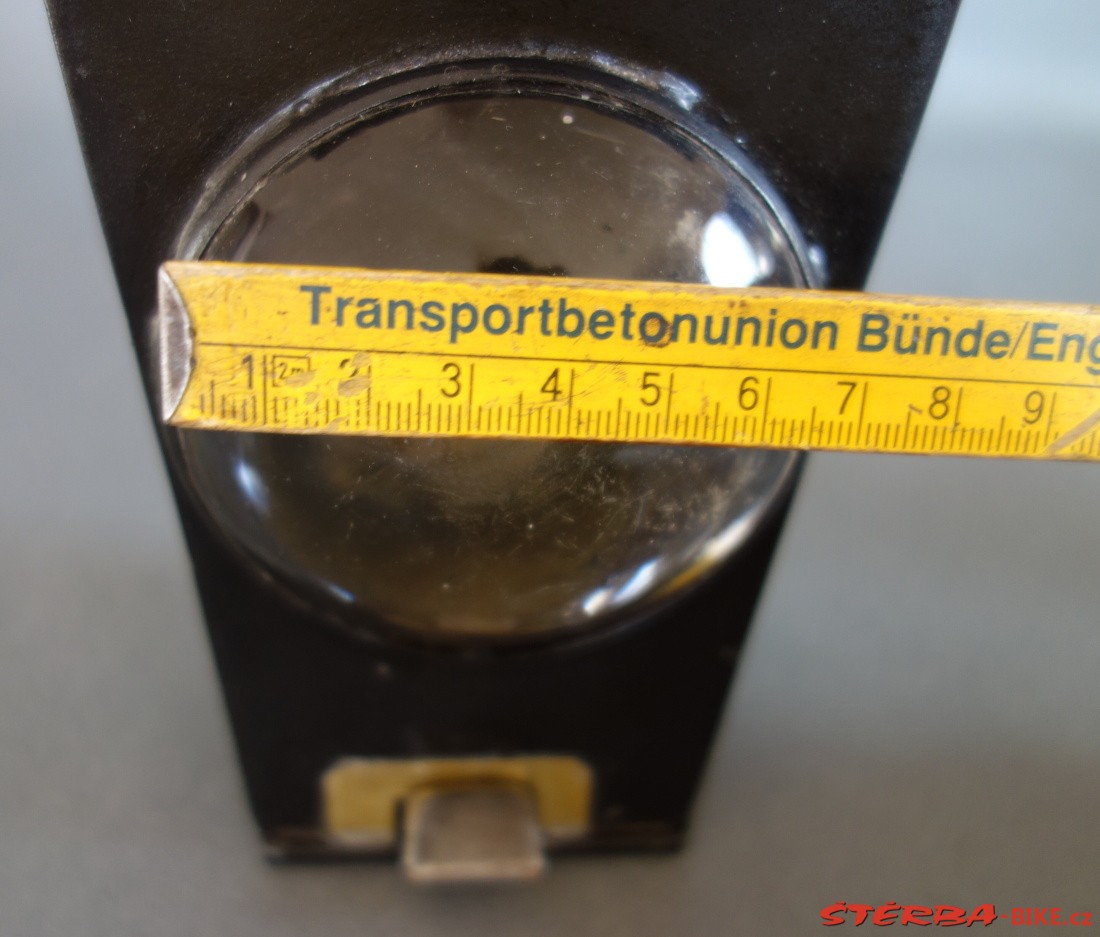 Transportbetonunion Bünde/Eng
1 2m 2 3 4 5 6 7 8 9
ŠTĚRBA-BIKE.cz